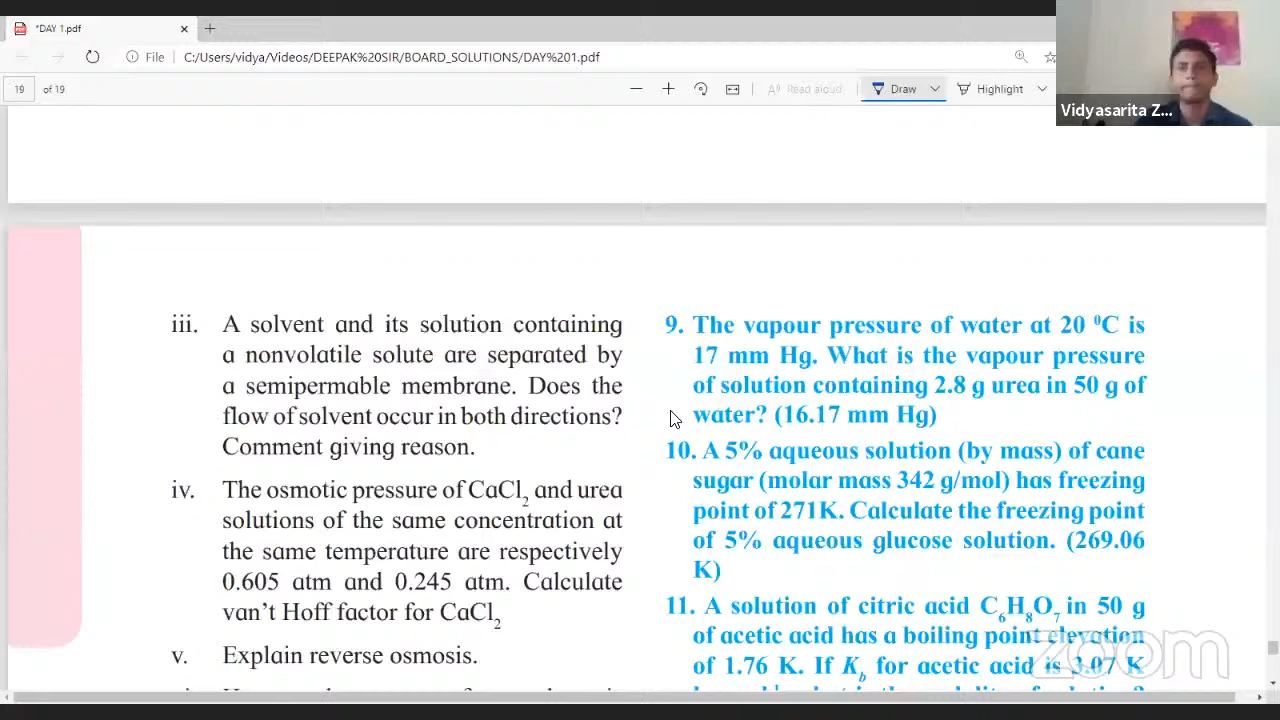 *DAY 1.pdf
File C:/Users/vidya/Videos/DEEPAK%20SIR/BOARD_SOLUTIONS/DAY%201.pdf
19 of 19
Read aloud Draw Highlight
Vidyasarita Z...
iii. A solvent and its solution containing
a nonvolatile solute are separated by
a semipermable membrane. Does the
flow of solvent occur in both directions?
Comment giving reason.
iv. The osmotic pressure of CaCl₂ and urea
solutions of the same concentration at
the same temperature are respectively
0.605 atm and 0.245 atm. Calculate
van't Hoff factor for CaCl₂
v. Explain reverse osmosis.
9. The vapour pressure of water at 20 ⁰C is
17 mm Hg. What is the vapour pressure
of solution containing 2.8 g urea in 50 g of
water? (16.17 mm Hg)
10. A 5% aqueous solution (by mass) of cane
sugar (molar mass 342 g/mol) has freezing
point of 271K. Calculate the freezing point
of 5% aqueous glucose solution. (269.06
K)
11. A solution of citric acid C₆H₈O₇ in 50 g
of acetic acid has a boiling point elevation
of 1.76 K. If Kb for acetic acid is 3.07 K
zoom